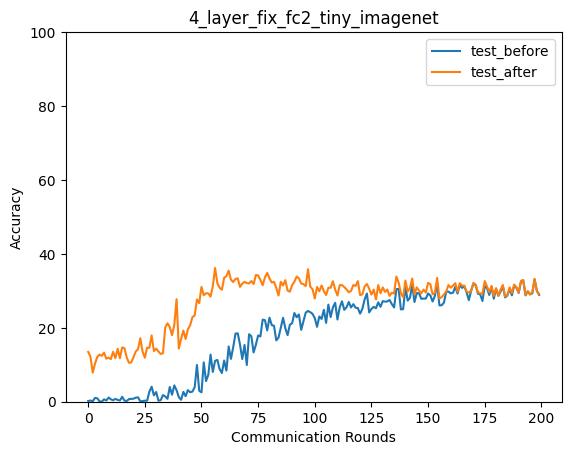 4_layer_fix_fc2_tiny_imagenet
test_before
test_after
Accuracy
100
80
60
40
20
0
0 25 50 75 100 125 150 175 200
Communication Rounds